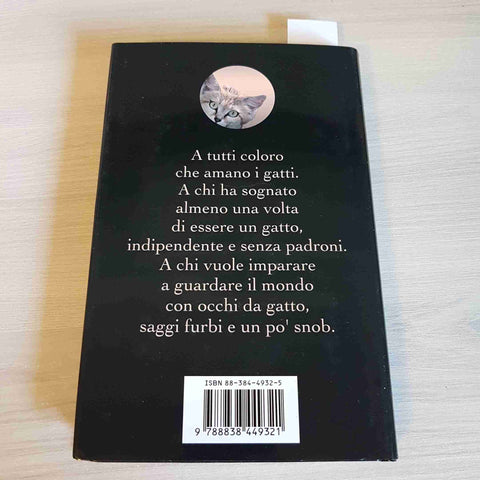 A tutti coloro
che amano i gatti.
A chi ha sognato
almeno una volta
di essere un gatto,
indipendente e senza padroni.
A chi vuole imparare
a guardare il mondo
con occhi da gatto,
saggi furbi e un po' snob.
ISBN 88-384-4932-5
9 788838 449321